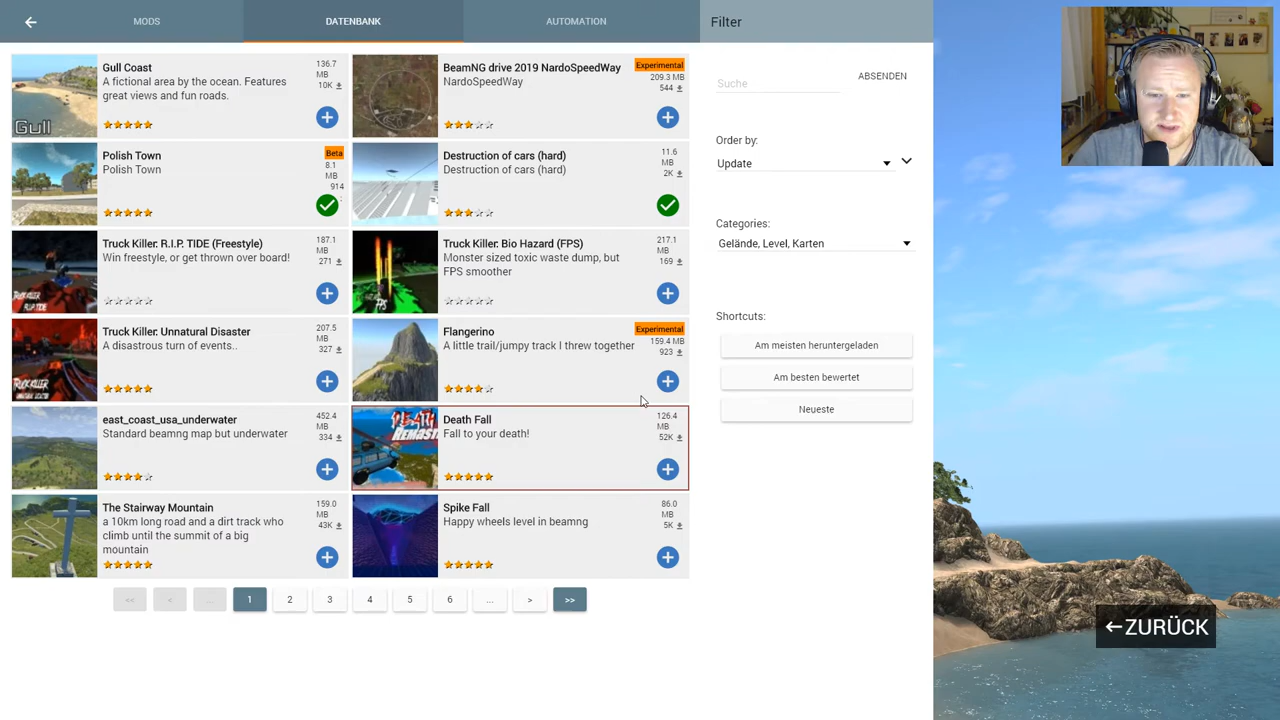 MODS
DATENBANK
AUTOMATION
Filter
Gull Coast
136.7
MB
10K
A fictional area by the ocean. Features
great views and fun roads.
Gull
BeamNG drive 2019 NardoSpeedWay
Experimental
209.3 MB
544
NardoSpeedWay
Polish Town
Beta
8.1
MB
914
Polish Town
Destruction of cars (hard)
11.6
MB
2K
Destruction of cars (hard)
Truck Killer: R.I.P. TIDE (Freestyle)
187.1
MB
271
Win freestyle, or get thrown over board!
Truck Killer: Bio Hazard (FPS)
217.1
MB
169
Monster sized toxic waste dump, but
FPS smoother
FPS
Truck Killer: Unnatural Disaster
207.5
MB
327
A disastrous turn of events..
Flangerino
Experimental
159.4 MB
923
A little trail/jumpy track I threw together
east_coast_usa_underwater
452.4
MB
334
Standard beamng map but underwater
Death Fall
126.4
MB
52K
Fall to your death!
The Stairway Mountain
159.0
MB
43K
a 10km long road and a dirt track who
climb until the summit of a big
mountain
Spike Fall
86.0
MB
5K
Happy wheels level in beamng
<< < ... 1 2 3 4 5 6 ... > >>
Suche
ABSENDEN
Order by:
Update
Categories:
Gelände, Level, Karten
Shortcuts:
Am meisten heruntergeladen
Am besten bewertet
Neueste
←ZURÜCK